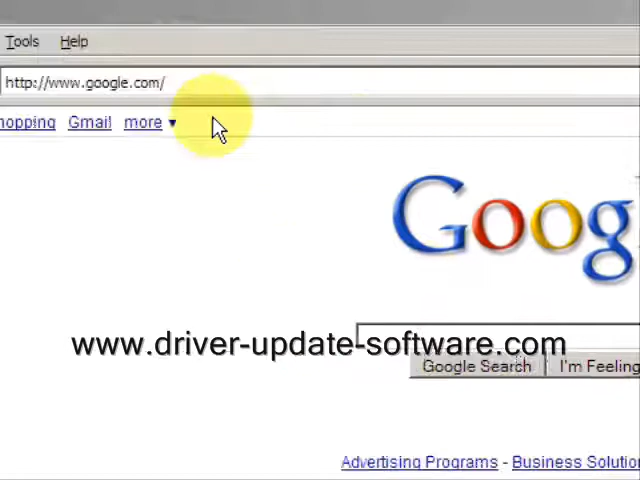 Tools Help
http://www.google.com/
hopping Gmail more ▼
Goog
www.driver-update-software.com
Google Search I'm Feeling
Advertising Programs - Business Solutio